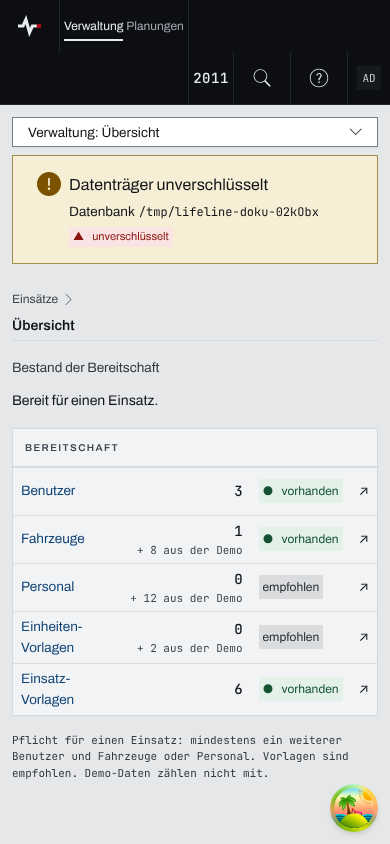 Verwaltung Planungen
2011
AD
Verwaltung: Übersicht
Datenträger unverschlüsselt
Datenbank /tmp/lifeline-doku-02k0bx
unverschlüsselt
Einsätze
Übersicht
Bestand der Bereitschaft
Bereit für einen Einsatz.
BEREITSCHAFT
Benutzer 3 vorhanden
Fahrzeuge 1 vorhanden
+ 8 aus der Demo
Personal 0 empfohlen
+ 12 aus der Demo
Einheiten-
Vorlagen 0 empfohlen
+ 2 aus der Demo
Einsatz-
Vorlagen 6 vorhanden
Pflicht für einen Einsatz: mindestens ein weiterer
Benutzer und Fahrzeuge oder Personal. Vorlagen sind
empfohlen. Demo-Daten zählen nicht mit.